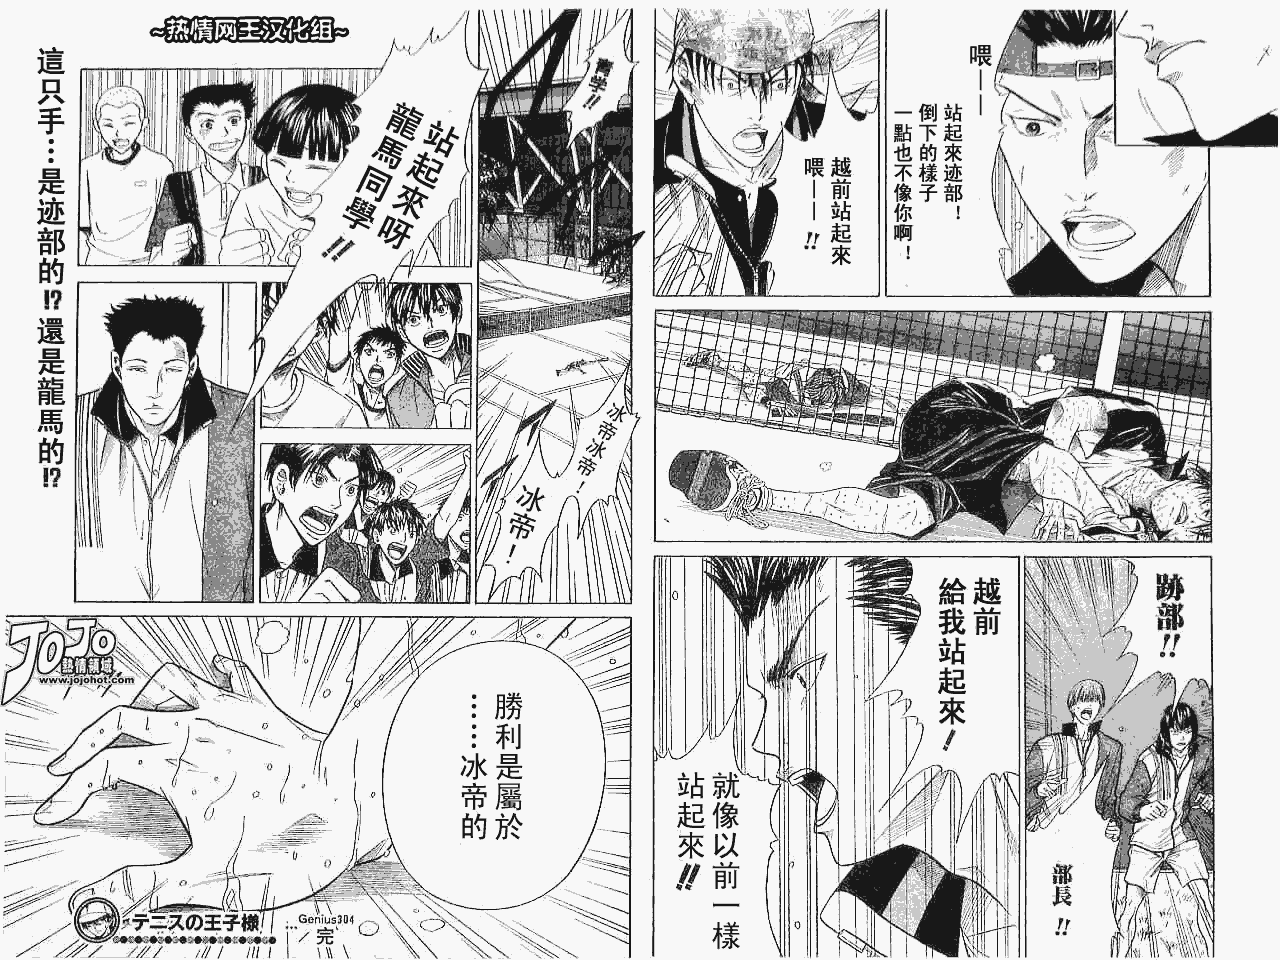 喂——
站起來迹部！
倒下的樣子
一點也不像你啊！
越前站起來
喂——!!
跡部!!
部長!!
越前
給我站起來！
就像以前一樣
站起來!!!
~热情网王汉化组~
青学!!
冰帝冰帝！
冰帝！
站起來呀
龍馬同學!!
勝利是屬於
……冰帝的
這只手…是迹部的!?還是龍馬的!?
JOJO
熱情領域
www.jojohot.com
テニスの王子様
… Genius304
完